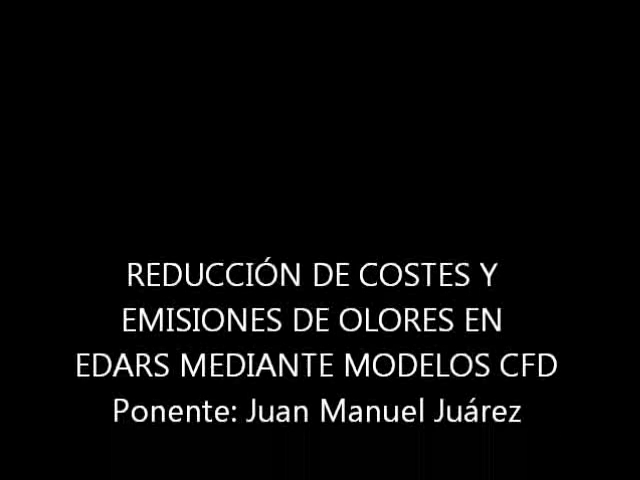 REDUCCIÓN DE COSTES Y
EMISIONES DE OLORES EN
EDARS MEDIANTE MODELOS CFD
Ponente: Juan Manuel Juárez